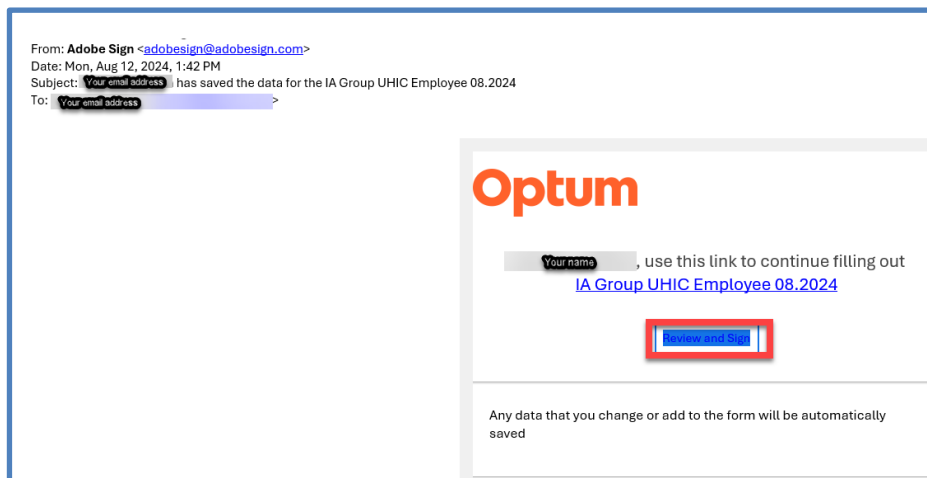 From: Adobe Sign <adobesign@adobesign.com>
Date: Mon, Aug 12, 2024, 1:42 PM
Subject: Your email address has saved the data for the IA Group UHIC Employee 08.2024
To: Your email address >
Optum
Your name , use this link to continue filling out
IA Group UHIC Employee 08.2024
Review and Sign
Any data that you change or add to the form will be automatically
saved